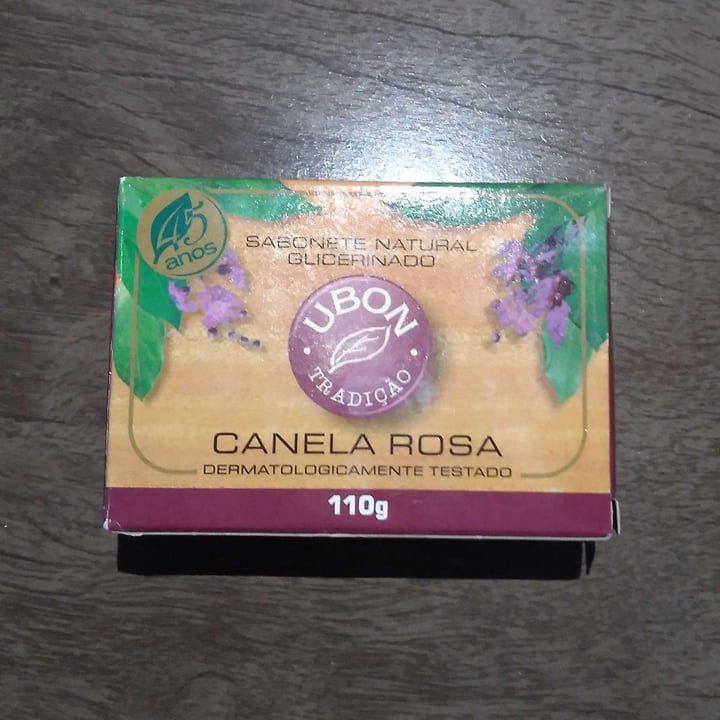 45
anos
SABONETE NATURAL
GLICERINADO
UBON
TRADIÇÃO
CANELA ROSA
DERMATOLOGICAMENTE TESTADO
110g